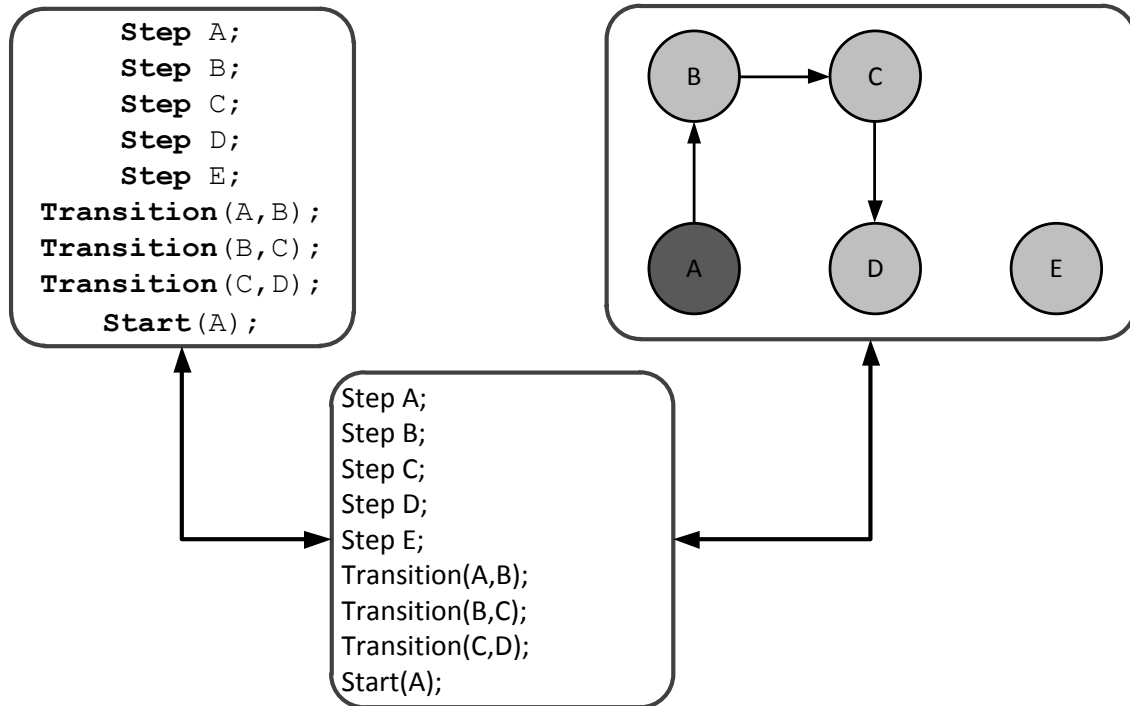 Step A;
Step B;
Step C;
Step D;
Step E;
Transition(A,B);
Transition(B,C);
Transition(C,D);
Start(A);
B
C
A
D
E
Step A;
Step B;
Step C;
Step D;
Step E;
Transition(A,B);
Transition(B,C);
Transition(C,D);
Start(A);